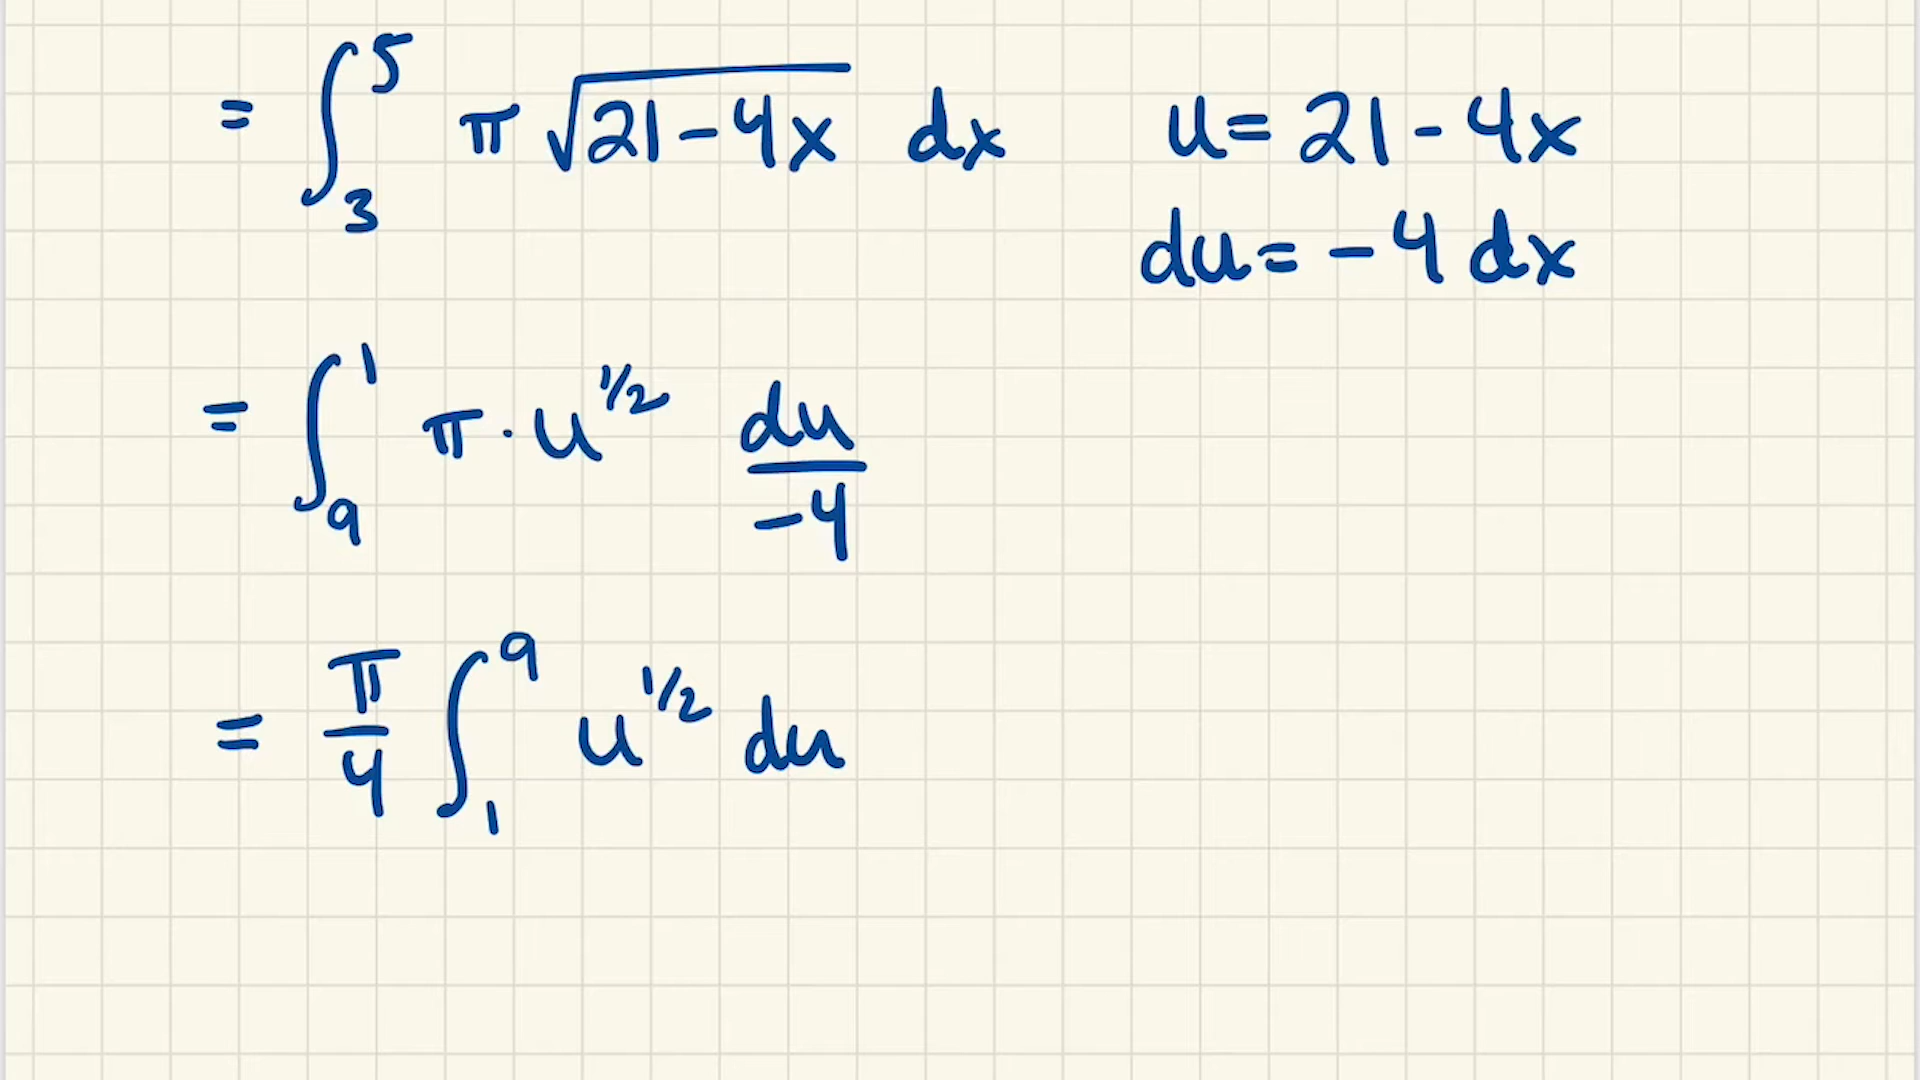 = ∫₃⁵ π √(21-4x) dx    u = 21-4x
du = -4 dx
= ∫₉¹ π · u^(1/2) du/(-4)
= π/4 ∫₁⁹ u^(1/2) du